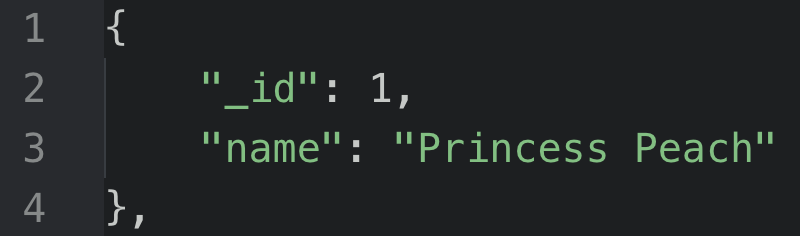 1 {
2     "_id": 1,
3     "name": "Princess Peach"
4 },